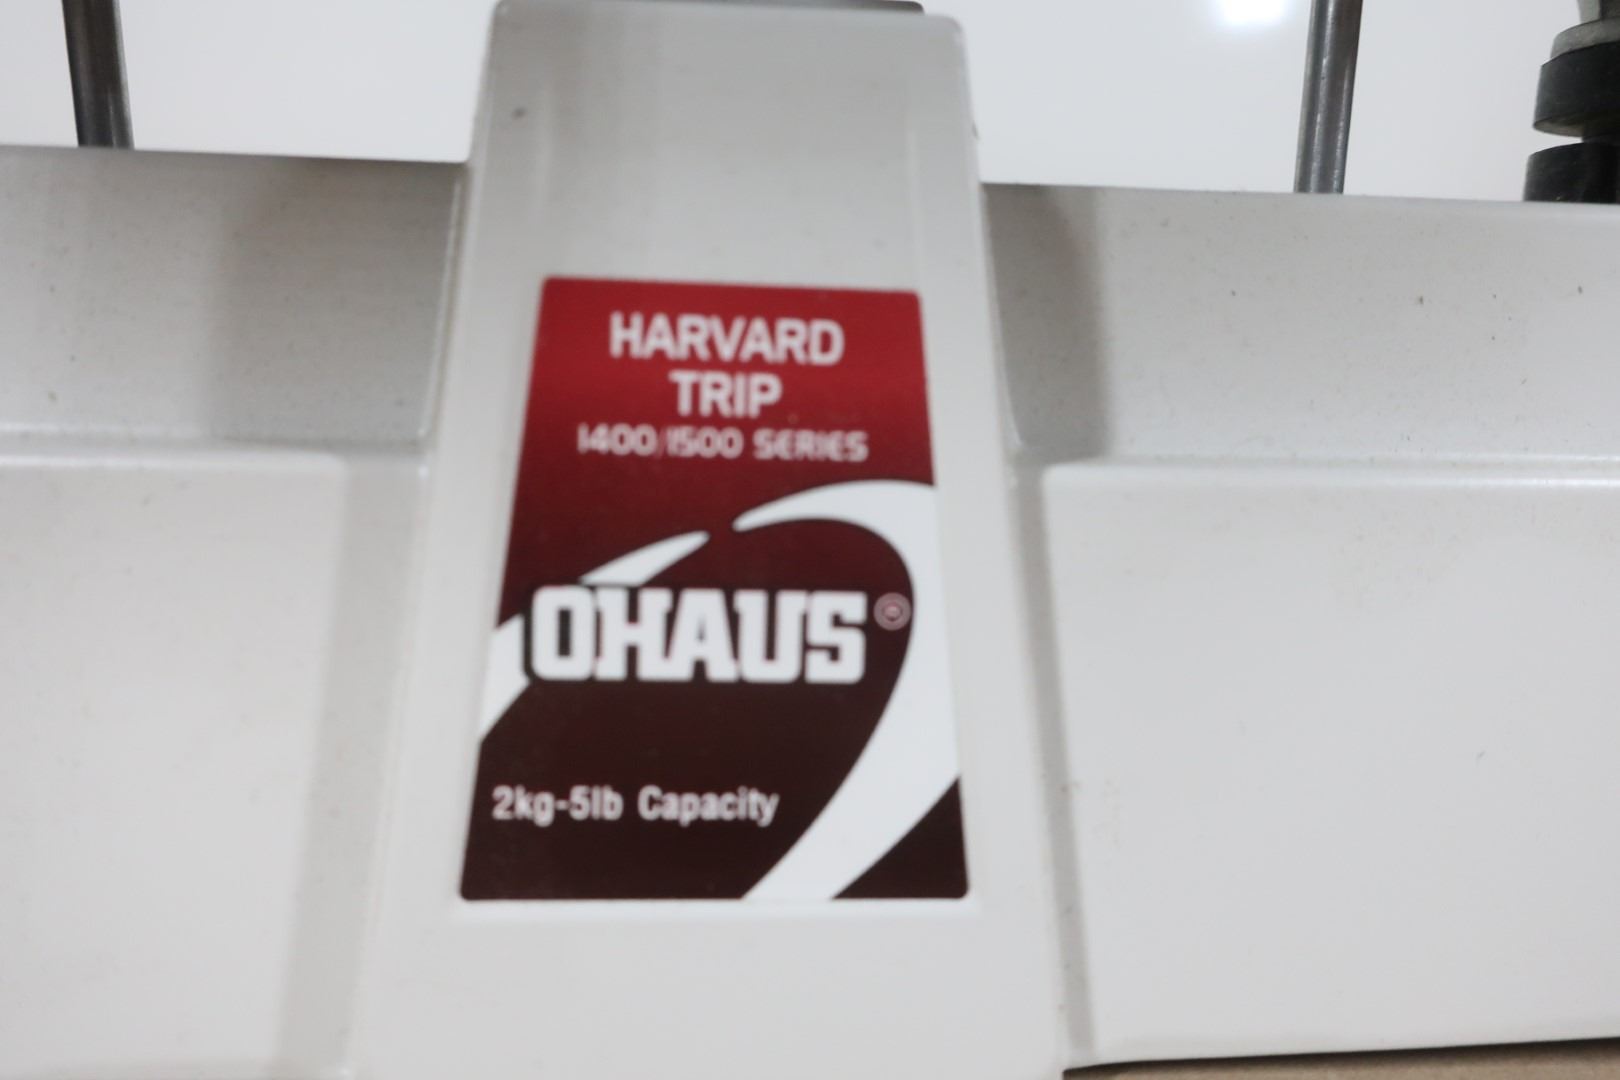 HARVARD
TRIP
1400/1500 SERIES
OHAUS®
2kg-5lb Capacity